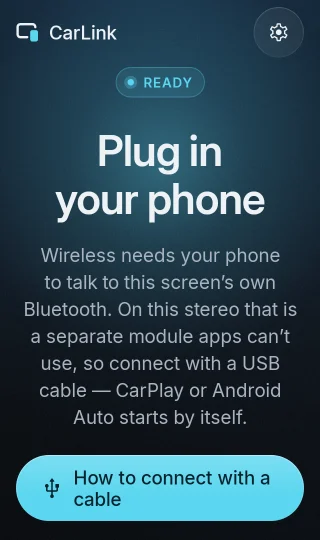 CarLink
READY
Plug in
your phone
Wireless needs your phone
to talk to this screen’s own
Bluetooth. On this stereo that is
a separate module apps can’t
use, so connect with a USB
cable — CarPlay or Android
Auto starts by itself.
How to connect with a
cable